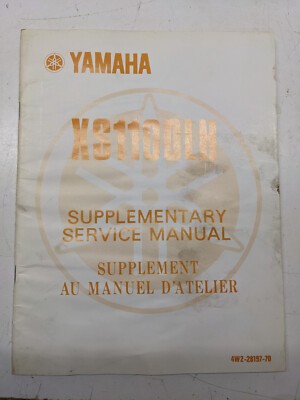 YAMAHA
XS1100LH
SUPPLEMENTARY
SERVICE MANUAL
SUPPLEMENT
AU MANUEL D'ATELIER
4W2-28197-70